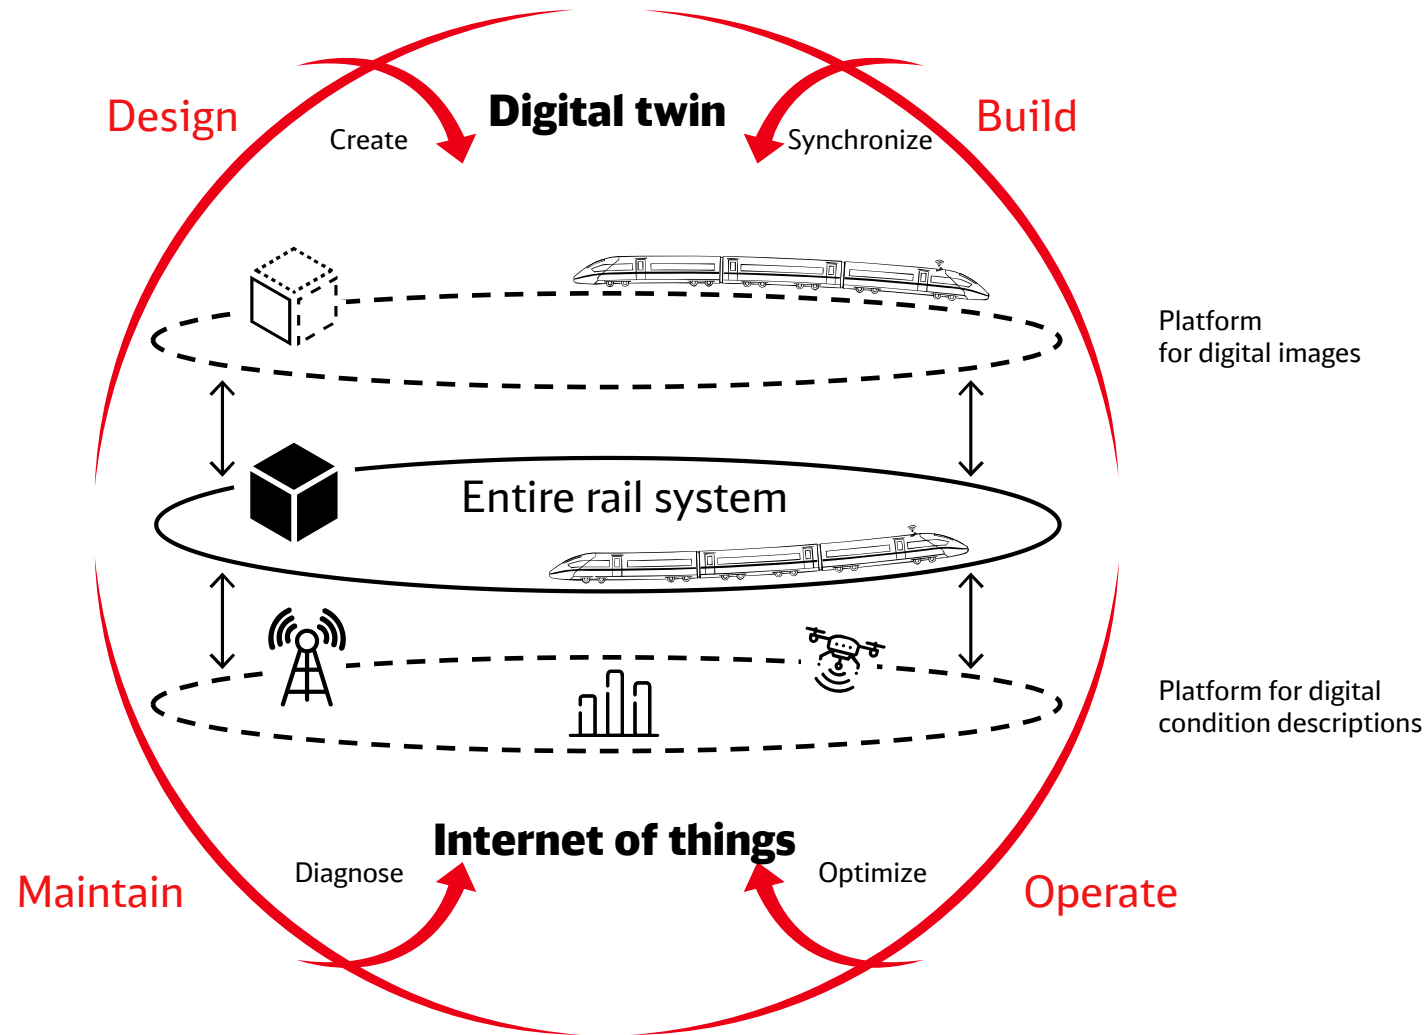 Digital twin
Design
Build
Create
Synchronize
Platform
for digital images
Entire rail system
Platform for digital
condition descriptions
Internet of things
Diagnose
Optimize
Maintain
Operate